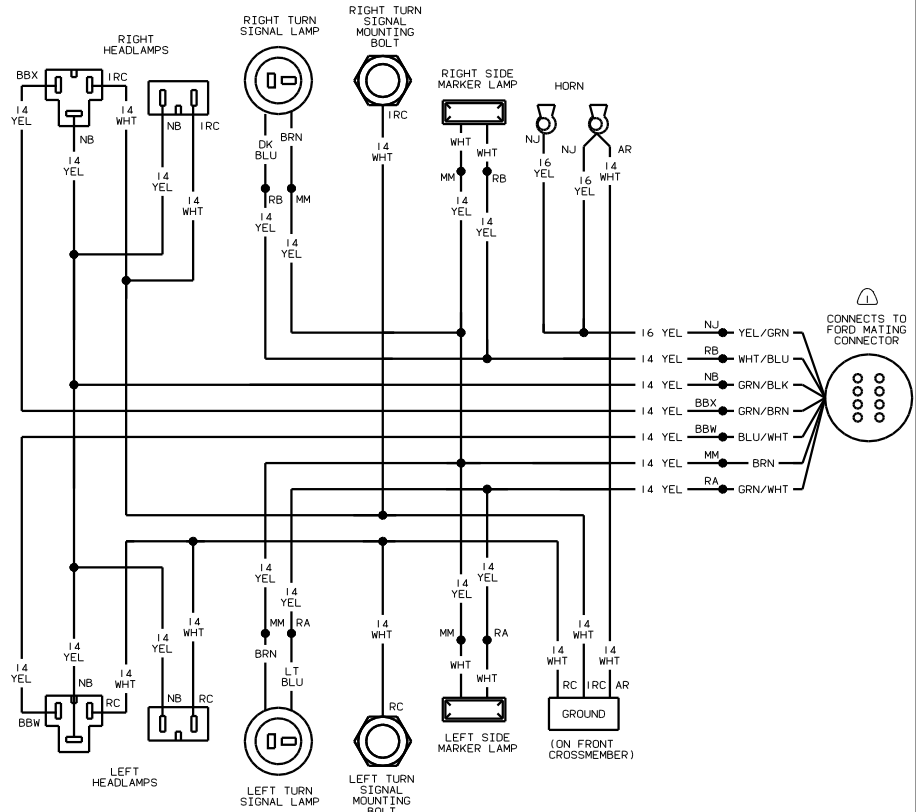 RIGHT TURN
SIGNAL LAMP
RIGHT TURN
SIGNAL
MOUNTING
BOLT
RIGHT
HEADLAMPS
RIGHT SIDE
MARKER LAMP
HORN
BBX
IRC
14
YEL
14
WHT
NB
NB
IRC
14
YEL
14
YEL
14
WHT
DK
BLU
BRN
RB
MM
14
YEL
14
YEL
IRC
14
WHT
WHT
WHT
MM
RB
14
YEL
14
YEL
NJ
NJ
AR
16
YEL
16
YEL
14
WHT
1
CONNECTS TO
FORD MATING
CONNECTOR
16 YEL NJ YEL/GRN
14 YEL RB WHT/BLU
14 YEL NB GRN/BLK
14 YEL BBX GRN/BRN
14 YEL BBW BLU/WHT
14 YEL MM BRN
14 YEL RA GRN/WHT
14
YEL
14
YEL
14
YEL
14
YEL
14
YEL
14
YEL
14
WHT
14
YEL
14
WHT
MM
RA
BRN
LT
BLU
14
WHT
MM
RA
WHT
WHT
14
WHT
14
WHT
14
WHT
NB
RC
BBW
NB
RC
RC
RC
IRC
AR
GROUND
(ON FRONT
CROSSMEMBER)
LEFT SIDE
MARKER LAMP
LEFT
HEADLAMPS
LEFT TURN
SIGNAL LAMP
LEFT TURN
SIGNAL
MOUNTING
BOLT